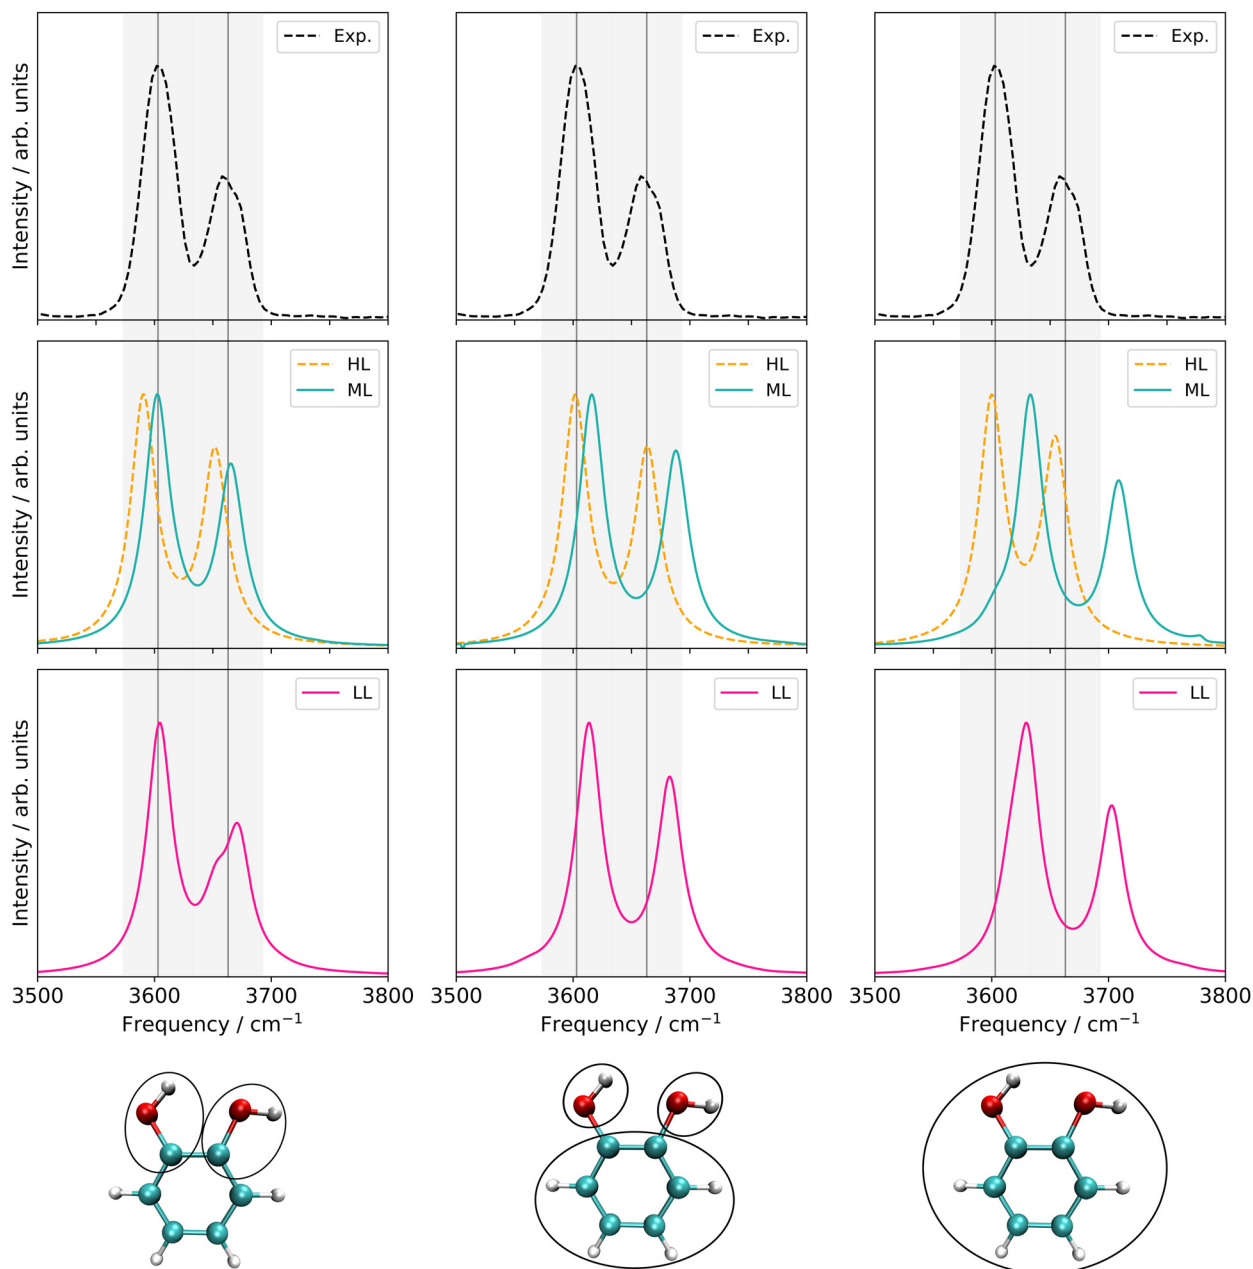 Intensity / arb. units
Exp.
Exp.
Exp.
Intensity / arb. units
HL
ML
HL
ML
HL
ML
Intensity / arb. units
LL
LL
LL
3500 3600 3700 3800
3500 3600 3700 3800
3500 3600 3700 3800
Frequency / cm⁻¹
Frequency / cm⁻¹
Frequency / cm⁻¹